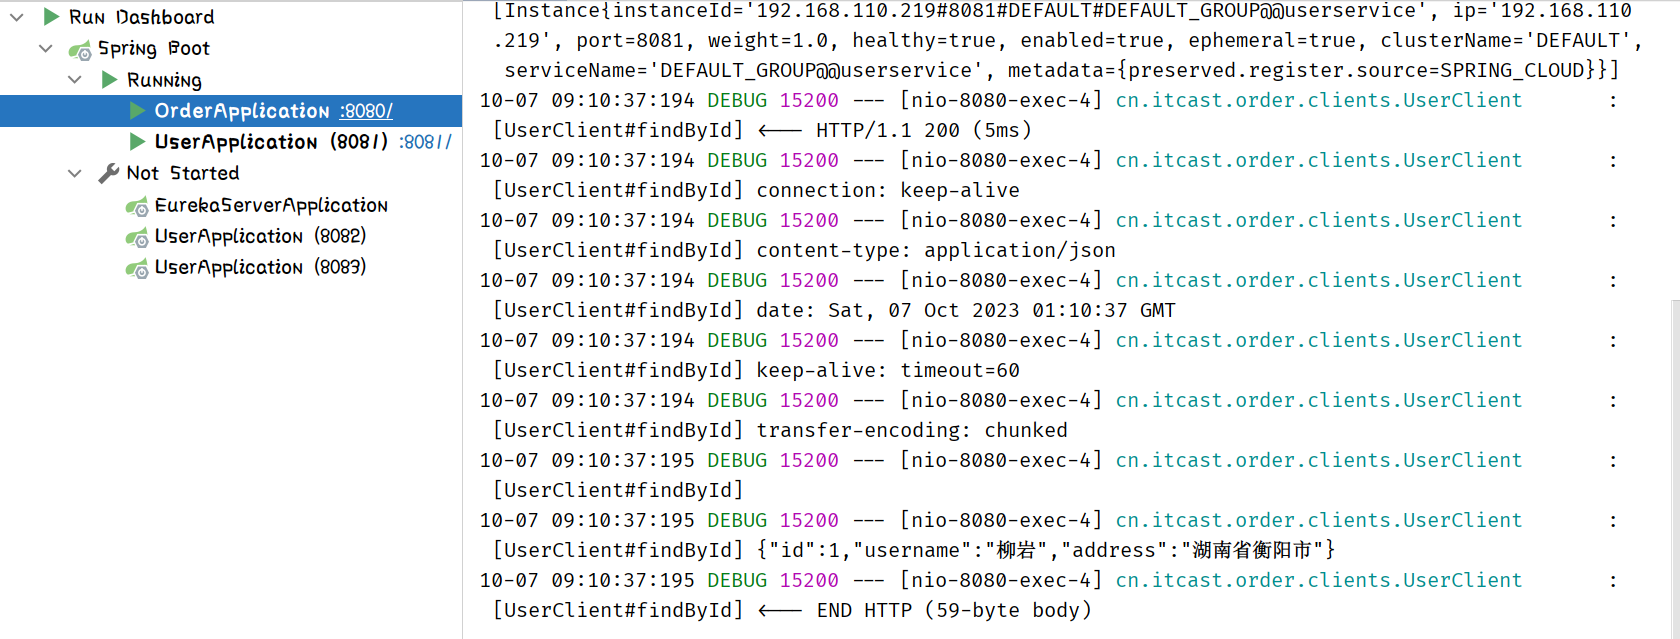 Run Dashboard
Spring Boot
Running
OrderApplication :8080/
UserApplication (8081) :8081/
Not Started
EurekaServerApplication
UserApplication (8082)
UserApplication (8083)
[Instance{instanceId='192.168.110.219#8081#DEFAULT#DEFAULT_GROUP@@userservice', ip='192.168.110
.219', port=8081, weight=1.0, healthy=true, enabled=true, ephemeral=true, clusterName='DEFAULT',
serviceName='DEFAULT_GROUP@@userservice', metadata={preserved.register.source=SPRING_CLOUD}}]
10-07 09:10:37:194 DEBUG 15200 --- [nio-8080-exec-4] cn.itcast.order.clients.UserClient :
[UserClient#findById] <--- HTTP/1.1 200 (5ms)
10-07 09:10:37:194 DEBUG 15200 --- [nio-8080-exec-4] cn.itcast.order.clients.UserClient :
[UserClient#findById] connection: keep-alive
10-07 09:10:37:194 DEBUG 15200 --- [nio-8080-exec-4] cn.itcast.order.clients.UserClient :
[UserClient#findById] content-type: application/json
10-07 09:10:37:194 DEBUG 15200 --- [nio-8080-exec-4] cn.itcast.order.clients.UserClient :
[UserClient#findById] date: Sat, 07 Oct 2023 01:10:37 GMT
10-07 09:10:37:194 DEBUG 15200 --- [nio-8080-exec-4] cn.itcast.order.clients.UserClient :
[UserClient#findById] keep-alive: timeout=60
10-07 09:10:37:194 DEBUG 15200 --- [nio-8080-exec-4] cn.itcast.order.clients.UserClient :
[UserClient#findById] transfer-encoding: chunked
10-07 09:10:37:195 DEBUG 15200 --- [nio-8080-exec-4] cn.itcast.order.clients.UserClient :
[UserClient#findById]
10-07 09:10:37:195 DEBUG 15200 --- [nio-8080-exec-4] cn.itcast.order.clients.UserClient :
[UserClient#findById] {"id":1,"username":"柳岩","address":"湖南省衡阳市"}
10-07 09:10:37:195 DEBUG 15200 --- [nio-8080-exec-4] cn.itcast.order.clients.UserClient :
[UserClient#findById] <--- END HTTP (59-byte body)